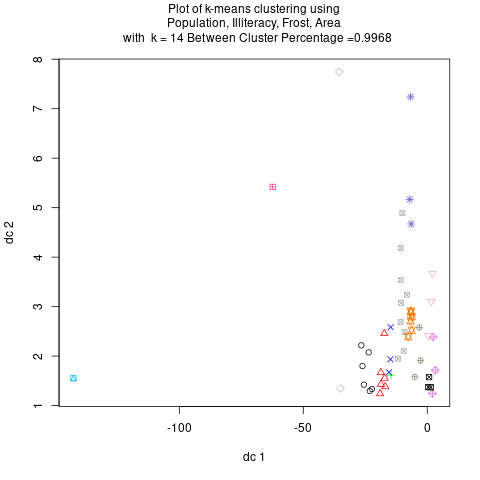 Plot of k-means clustering using
Population, Illiteracy, Frost, Area
with  k = 14 Between Cluster Percentage =0.9968
8
7
6
5
4
3
2
1
dc 2
-100
-50
0
dc 1